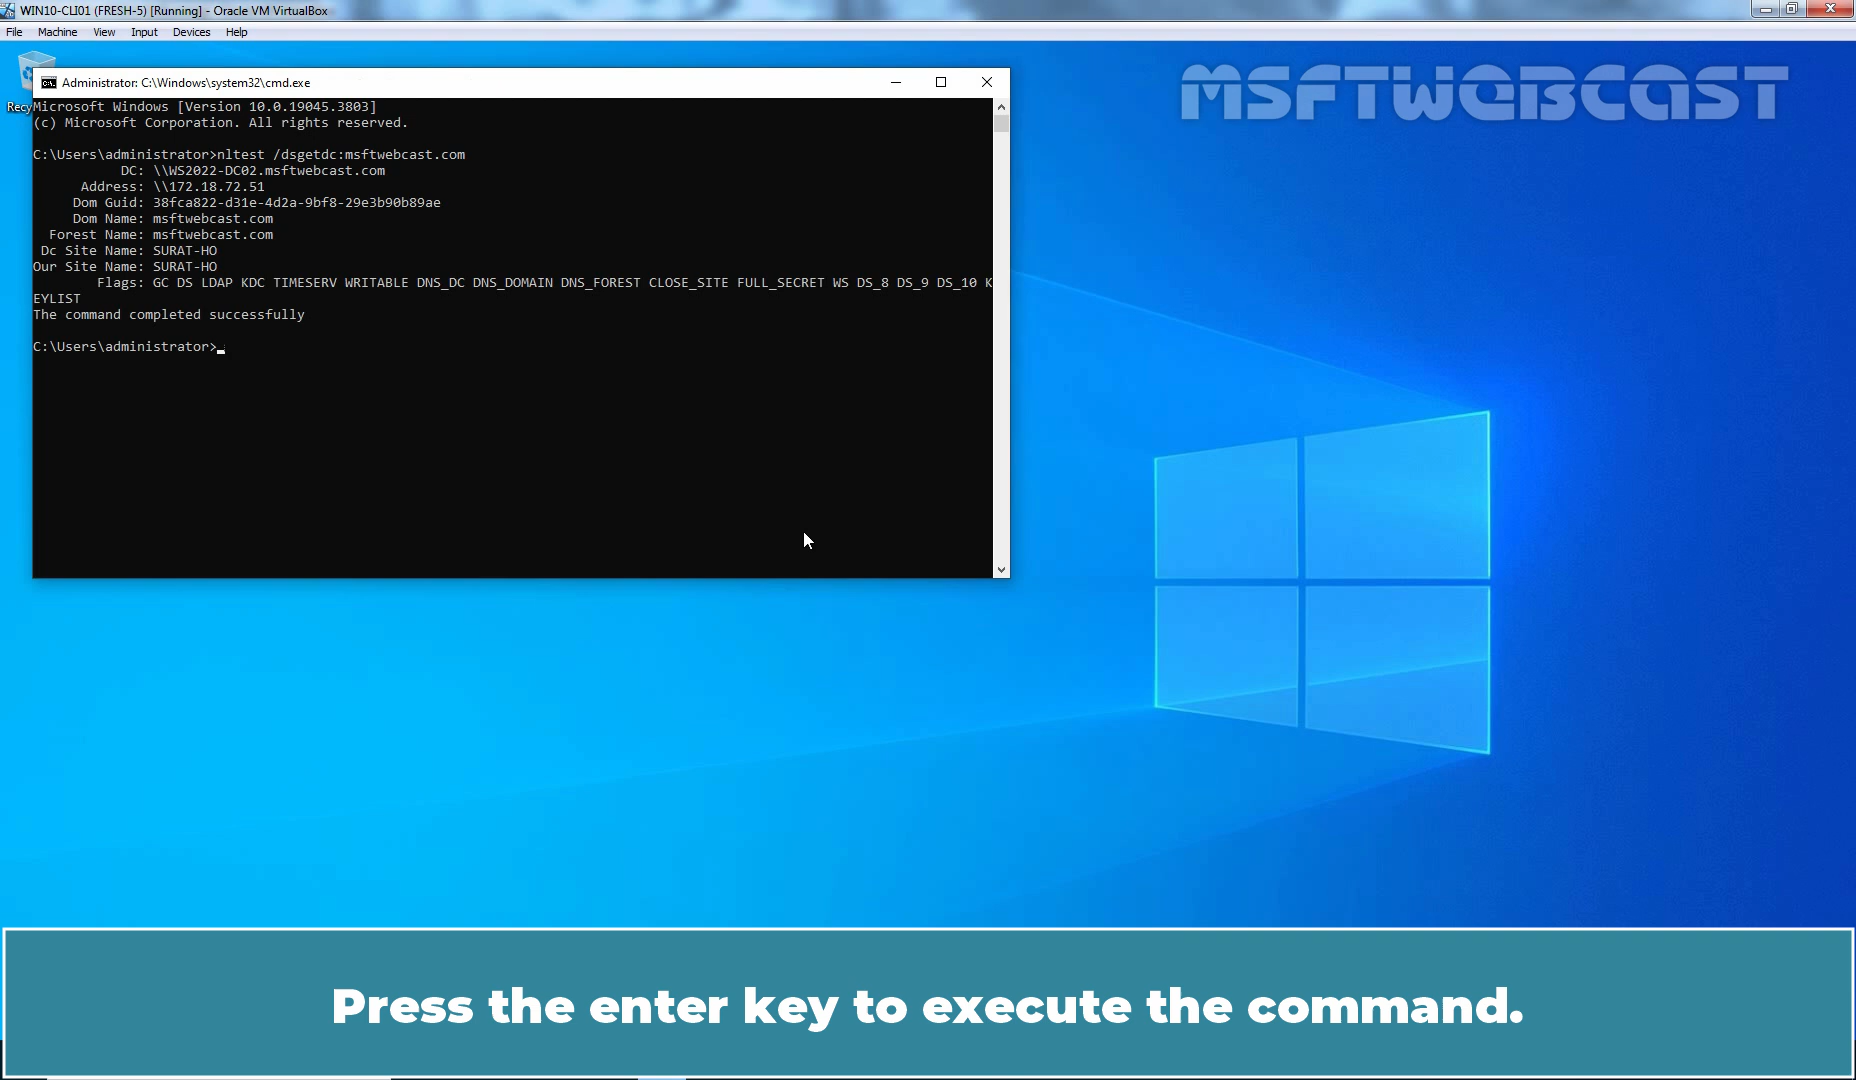 WIN10-CLI01 (FRESH-5) [Running] - Oracle VM VirtualBox
File Machine View Input Devices Help
MSFTWEBCAST
Recy
Administrator: C:\Windows\system32\cmd.exe
Microsoft Windows [Version 10.0.19045.3803]
(c) Microsoft Corporation. All rights reserved.
C:\Users\administrator>nltest /dsgetdc:msftwebcast.com
DC: \\WS2022-DC02.msftwebcast.com
Address: \\172.18.72.51
Dom Guid: 38fca822-d31e-4d2a-9bf8-29e3b90b89ae
Dom Name: msftwebcast.com
Forest Name: msftwebcast.com
Dc Site Name: SURAT-HO
Our Site Name: SURAT-HO
Flags: GC DS LDAP KDC TIMESERV WRITABLE DNS_DC DNS_DOMAIN DNS_FOREST CLOSE_SITE FULL_SECRET WS DS_8 DS_9 DS_10 K
EYLIST
The command completed successfully
C:\Users\administrator>
Press the enter key to execute the command.